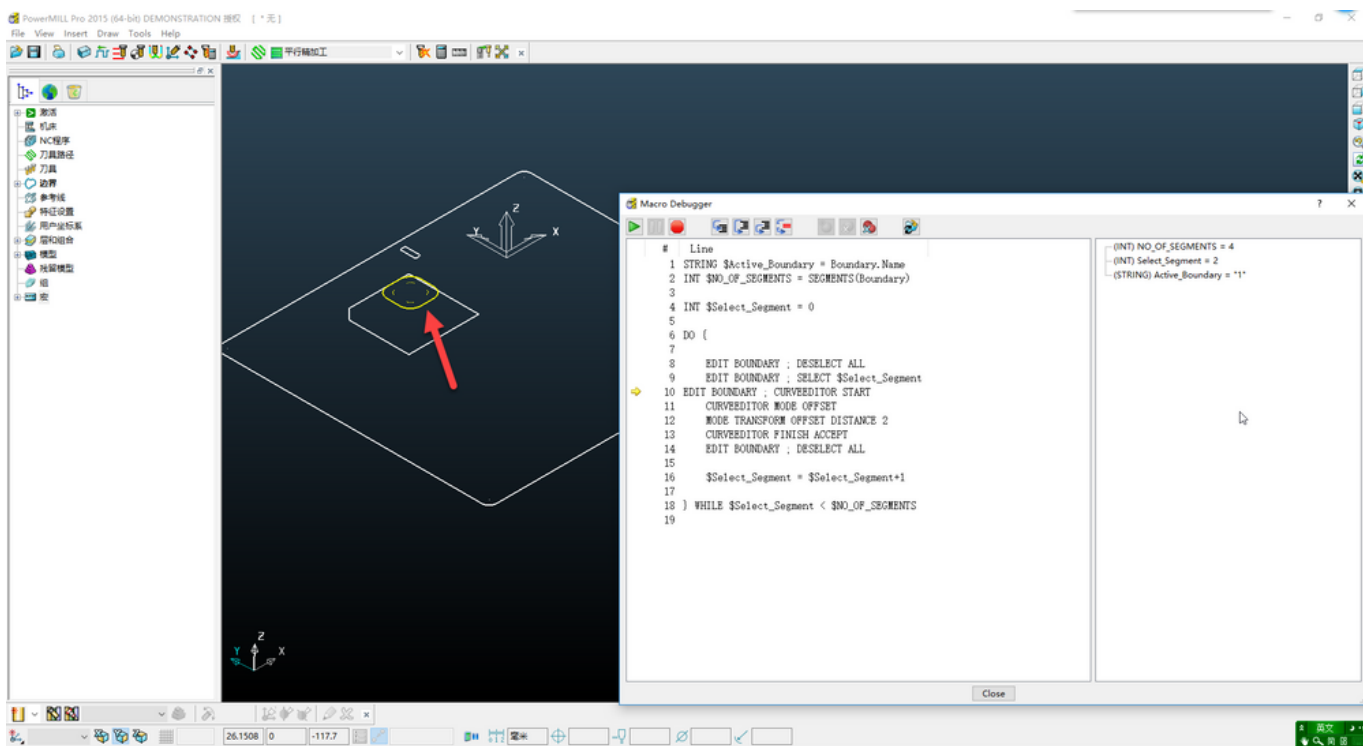 PowerMILL Pro 2015 (64-bit) DEMONSTRATION 授权 [ * 无 ]
File View Insert Draw Tools Help
平行精加工
激活
机床
NC程序
刀具路径
刀具
边界
参考线
特征设置
用户坐标系
层和组合
模型
残留模型
组
宏
Z
Y
X
Macro Debugger
? ×
# Line
1 STRING $Active_Boundary = Boundary.Name
2 INT $NO_OF_SEGMENTS = SEGMENTS(Boundary)
3
4 INT $Select_Segment = 0
5
6 DO {
7
8 EDIT BOUNDARY ; DESELECT ALL
9 EDIT BOUNDARY ; SELECT $Select_Segment
10 EDIT BOUNDARY ; CURVEEDITOR START
11 CURVEEDITOR MODE OFFSET
12 MODE TRANSFORM OFFSET DISTANCE 2
13 CURVEEDITOR FINISH ACCEPT
14 EDIT BOUNDARY ; DESELECT ALL
15
16 $Select_Segment = $Select_Segment+1
17
18 } WHILE $Select_Segment < $NO_OF_SEGMENTS
19
(INT) NO_OF_SEGMENTS = 4
(INT) Select_Segment = 2
(STRING) Active_Boundary = "1"
Close
Z
Y
X
26.1508 0 -117.7
毫米
英文
简